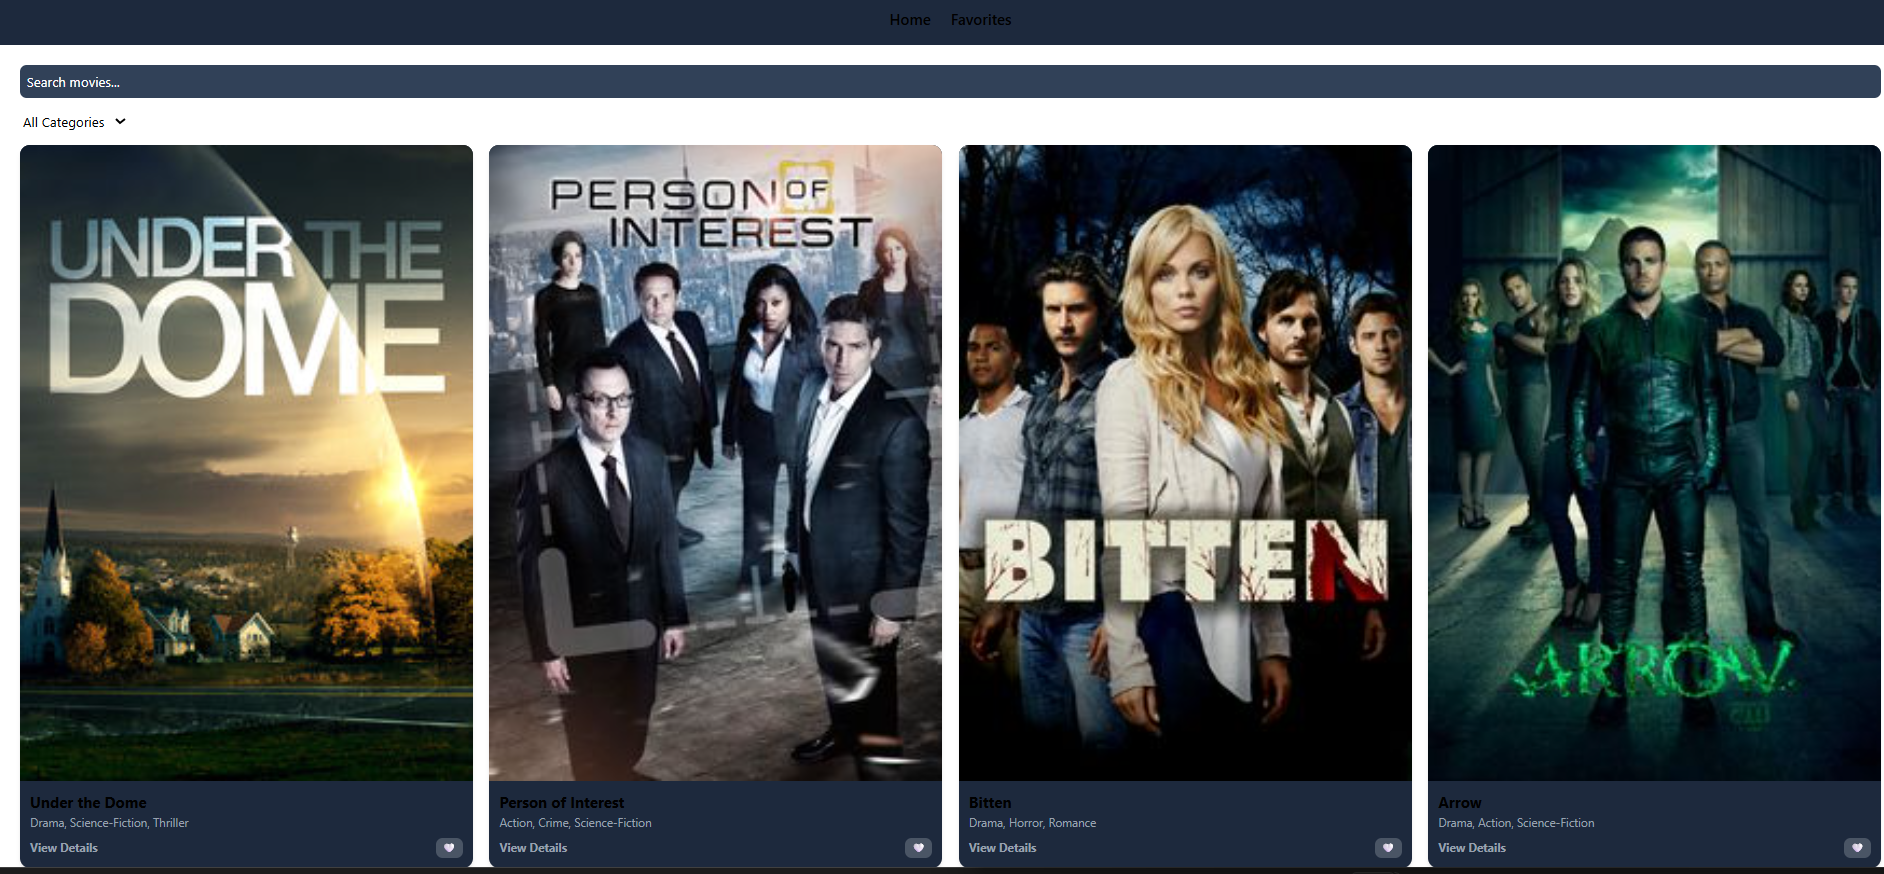 Home Favorites
Search movies...
All Categories
UNDER THE
DOME
PERSON OF
INTEREST
BITTEN
ARROW
Under the Dome
Drama, Science-Fiction, Thriller
View Details
Person of Interest
Action, Crime, Science-Fiction
View Details
Bitten
Drama, Horror, Romance
View Details
Arrow
Drama, Action, Science-Fiction
View Details